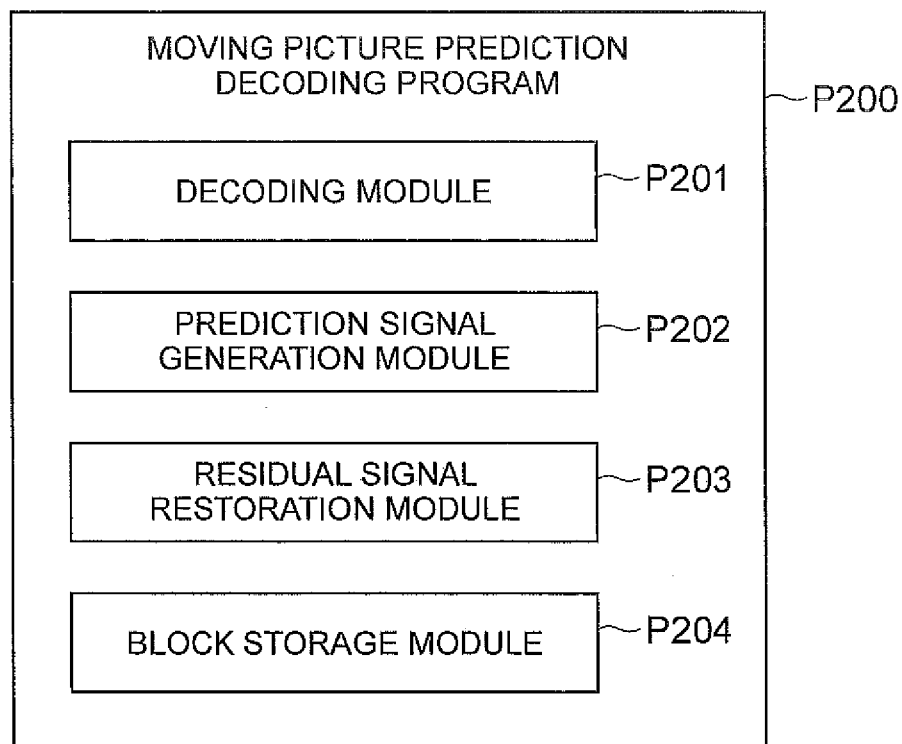 MOVING PICTURE PREDICTION
DECODING PROGRAM
P200
DECODING MODULE
P201
PREDICTION SIGNAL
GENERATION MODULE
P202
RESIDUAL SIGNAL
RESTORATION MODULE
P203
BLOCK STORAGE MODULE
P204